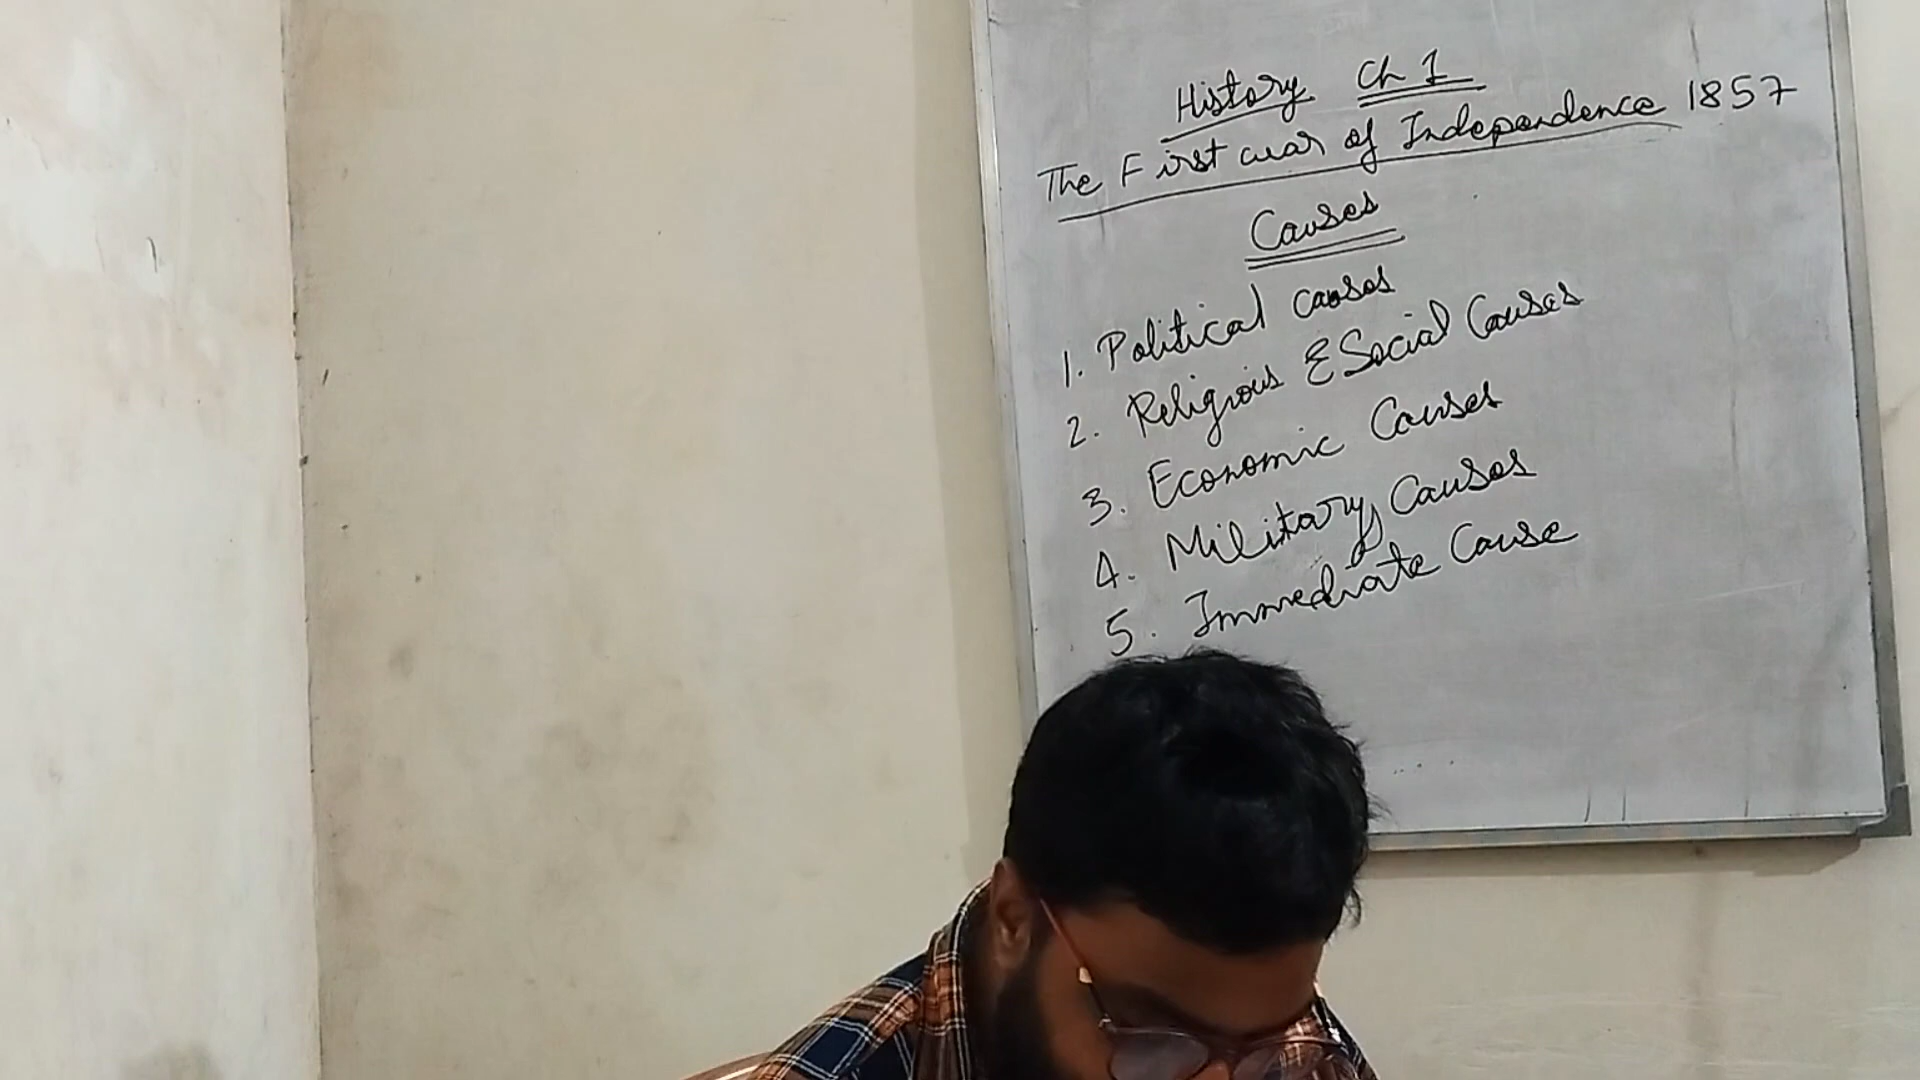 History Ch 1
The First war of Independence 1857
Causes
1. Political causes
2. Religious & Social Causes
3. Economic Causes
4. Military Causes
5. Immediate Cause